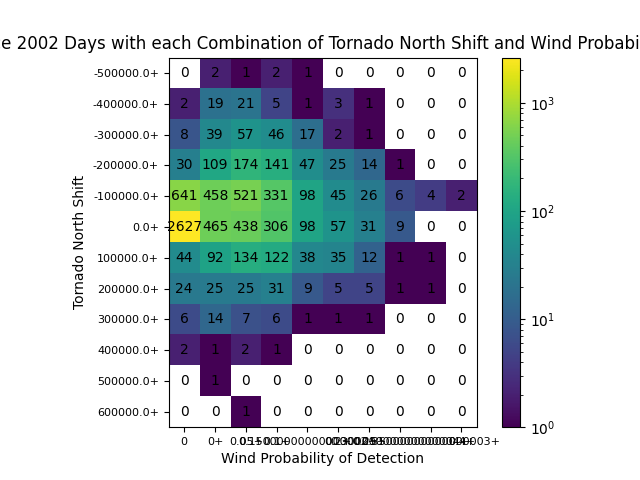 e 2002 Days with each Combination of Tornado North Shift and Wind Probabi
-500000.0+ 0 2 1 2 1 0 0 0 0 0
-400000.0+ 2 19 21 5 1 3 1 0 0 0
-300000.0+ 8 39 57 46 17 2 1 0 0 0
-200000.0+ 30 109 174 141 47 25 14 1 0 0
-100000.0+ 641 458 521 331 98 45 26 6 4 2
0.0+ 2627 465 438 306 98 57 31 9 0 0
100000.0+ 44 92 134 122 38 35 12 1 1 0
200000.0+ 24 25 25 31 9 5 5 1 1 0
300000.0+ 6 14 7 6 1 1 1 0 0 0
400000.0+ 2 1 2 1 0 0 0 0 0 0
500000.0+ 0 1 0 0 0 0 0 0 0 0
600000.0+ 0 0 1 0 0 0 0 0 0 0
0 0+
Wind Probability of Detection
Tornado North Shift
10³
10²
10¹
10⁰